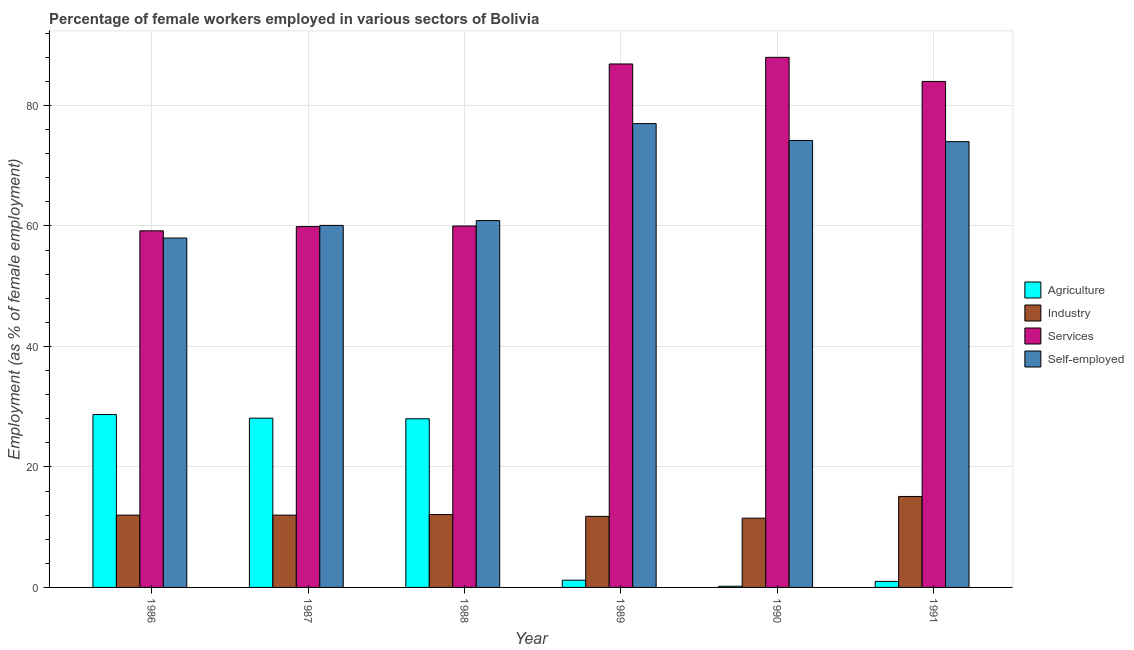 Percentage of female workers employed in various sectors of Bolivia
Employment (as % of female employment)
80
60
40
20
0
1986
1987
1988
1989
1990
1991
Year
Agriculture
Industry
Services
Self-employed